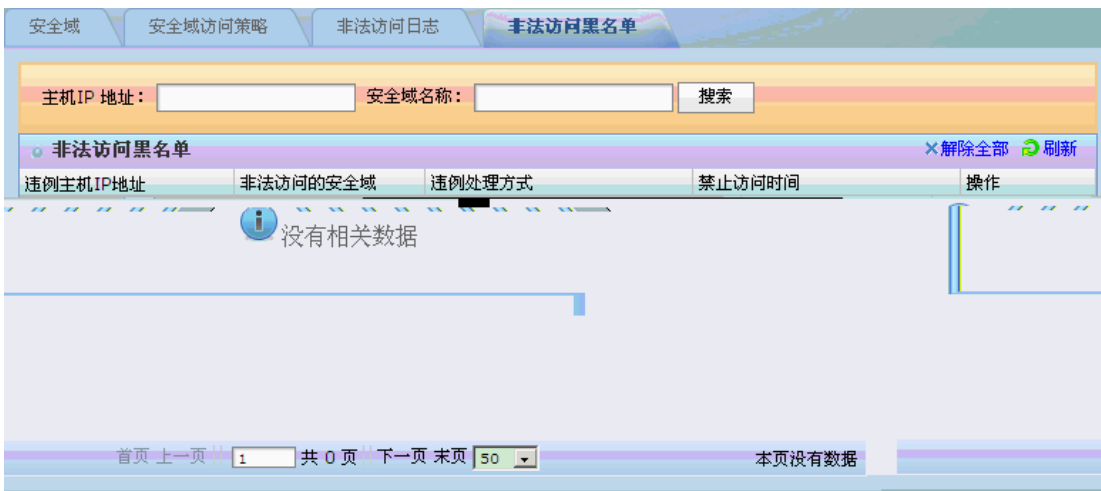 安全域 安全域访问策略 非法访问日志 非法访问黑名单
主机IP 地址： 安全域名称： 搜索
非法访问黑名单 ×解除全部 刷新
违例主机IP地址 非法访问的安全域 违例处理方式 禁止访问时间 操作
没有相关数据
首页 上一页 1 共 0 页 下一页 末页 50 本页没有数据